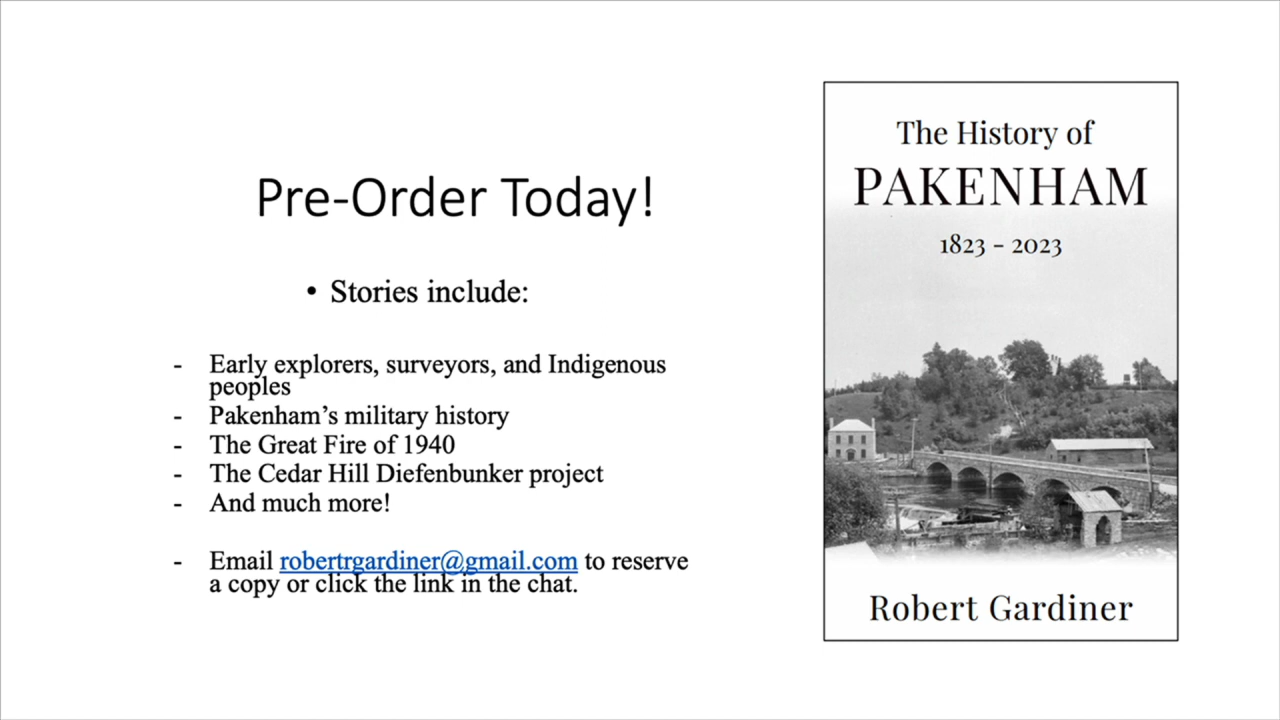 Pre-Order Today!
• Stories include:
- Early explorers, surveyors, and Indigenous
peoples
- Pakenham’s military history
- The Great Fire of 1940
- The Cedar Hill Diefenbunker project
- And much more!
- Email robertrgardiner@gmail.com to reserve
a copy or click the link in the chat.
The History of
PAKENHAM
1823 - 2023
Robert Gardiner